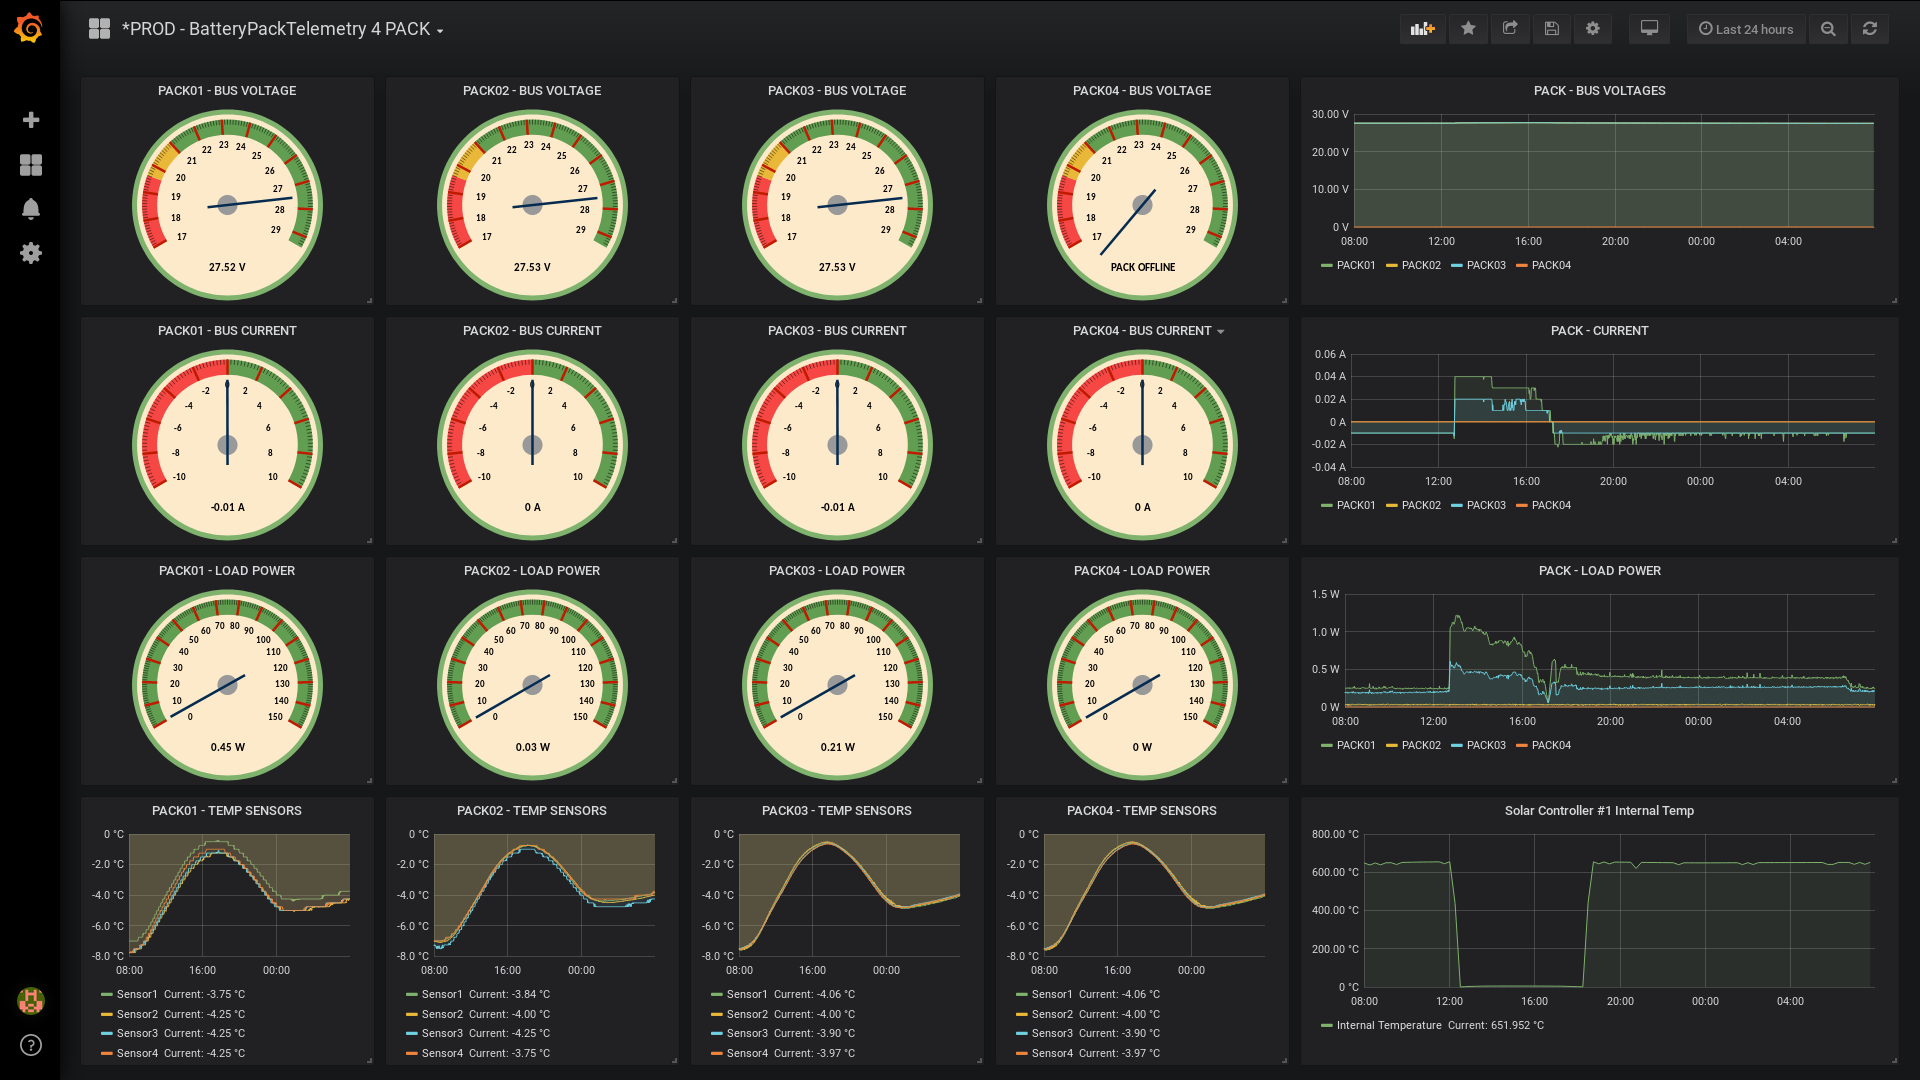 *PROD - BatteryPackTelemetry 4 PACK
Last 24 hours
PACK01 - BUS VOLTAGE
17 18 19 20 21 22 23 24 25 26 27 28 29
27.52 V
PACK02 - BUS VOLTAGE
17 18 19 20 21 22 23 24 25 26 27 28 29
27.53 V
PACK03 - BUS VOLTAGE
17 18 19 20 21 22 23 24 25 26 27 28 29
27.53 V
PACK04 - BUS VOLTAGE
17 18 19 20 21 22 23 24 25 26 27 28 29
PACK OFFLINE
PACK - BUS VOLTAGES
30.00 V
20.00 V
10.00 V
0 V
08:00 12:00 16:00 20:00 00:00 04:00
PACK01 PACK02 PACK03 PACK04
PACK01 - BUS CURRENT
-10 -8 -6 -4 -2 0 2 4 6 8 10
-0.01 A
PACK02 - BUS CURRENT
-10 -8 -6 -4 -2 0 2 4 6 8 10
0 A
PACK03 - BUS CURRENT
-10 -8 -6 -4 -2 0 2 4 6 8 10
-0.01 A
PACK04 - BUS CURRENT
-10 -8 -6 -4 -2 0 2 4 6 8 10
0 A
PACK - CURRENT
0.06 A
0.04 A
0.02 A
0 A
-0.02 A
-0.04 A
08:00 12:00 16:00 20:00 00:00 04:00
PACK01 PACK02 PACK03 PACK04
PACK01 - LOAD POWER
0 10 20 30 40 50 60 70 80 90 100 110 120 130 140 150
0.45 W
PACK02 - LOAD POWER
0 10 20 30 40 50 60 70 80 90 100 110 120 130 140 150
0.03 W
PACK03 - LOAD POWER
0 10 20 30 40 50 60 70 80 90 100 110 120 130 140 150
0.21 W
PACK04 - LOAD POWER
0 10 20 30 40 50 60 70 80 90 100 110 120 130 140 150
0 W
PACK - LOAD POWER
1.5 W
1.0 W
0.5 W
0 W
08:00 12:00 16:00 20:00 00:00 04:00
PACK01 PACK02 PACK03 PACK04
PACK01 - TEMP SENSORS
0 °C
-2.0 °C
-4.0 °C
-6.0 °C
-8.0 °C
08:00 16:00 00:00
Sensor1 Current: -3.75 °C
Sensor2 Current: -4.25 °C
Sensor3 Current: -4.25 °C
Sensor4 Current: -4.25 °C
PACK02 - TEMP SENSORS
0 °C
-2.0 °C
-4.0 °C
-6.0 °C
-8.0 °C
08:00 16:00 00:00
Sensor1 Current: -3.84 °C
Sensor2 Current: -4.00 °C
Sensor3 Current: -4.25 °C
Sensor4 Current: -3.75 °C
PACK03 - TEMP SENSORS
0 °C
-2.0 °C
-4.0 °C
-6.0 °C
-8.0 °C
08:00 16:00 00:00
Sensor1 Current: -4.06 °C
Sensor2 Current: -4.00 °C
Sensor3 Current: -3.90 °C
Sensor4 Current: -3.97 °C
PACK04 - TEMP SENSORS
0 °C
-2.0 °C
-4.0 °C
-6.0 °C
-8.0 °C
08:00 16:00 00:00
Sensor1 Current: -4.06 °C
Sensor2 Current: -4.00 °C
Sensor3 Current: -3.90 °C
Sensor4 Current: -3.97 °C
Solar Controller #1 Internal Temp
800.00 °C
600.00 °C
400.00 °C
200.00 °C
0 °C
08:00 12:00 16:00 20:00 00:00 04:00
Internal Temperature Current: 651.952 °C